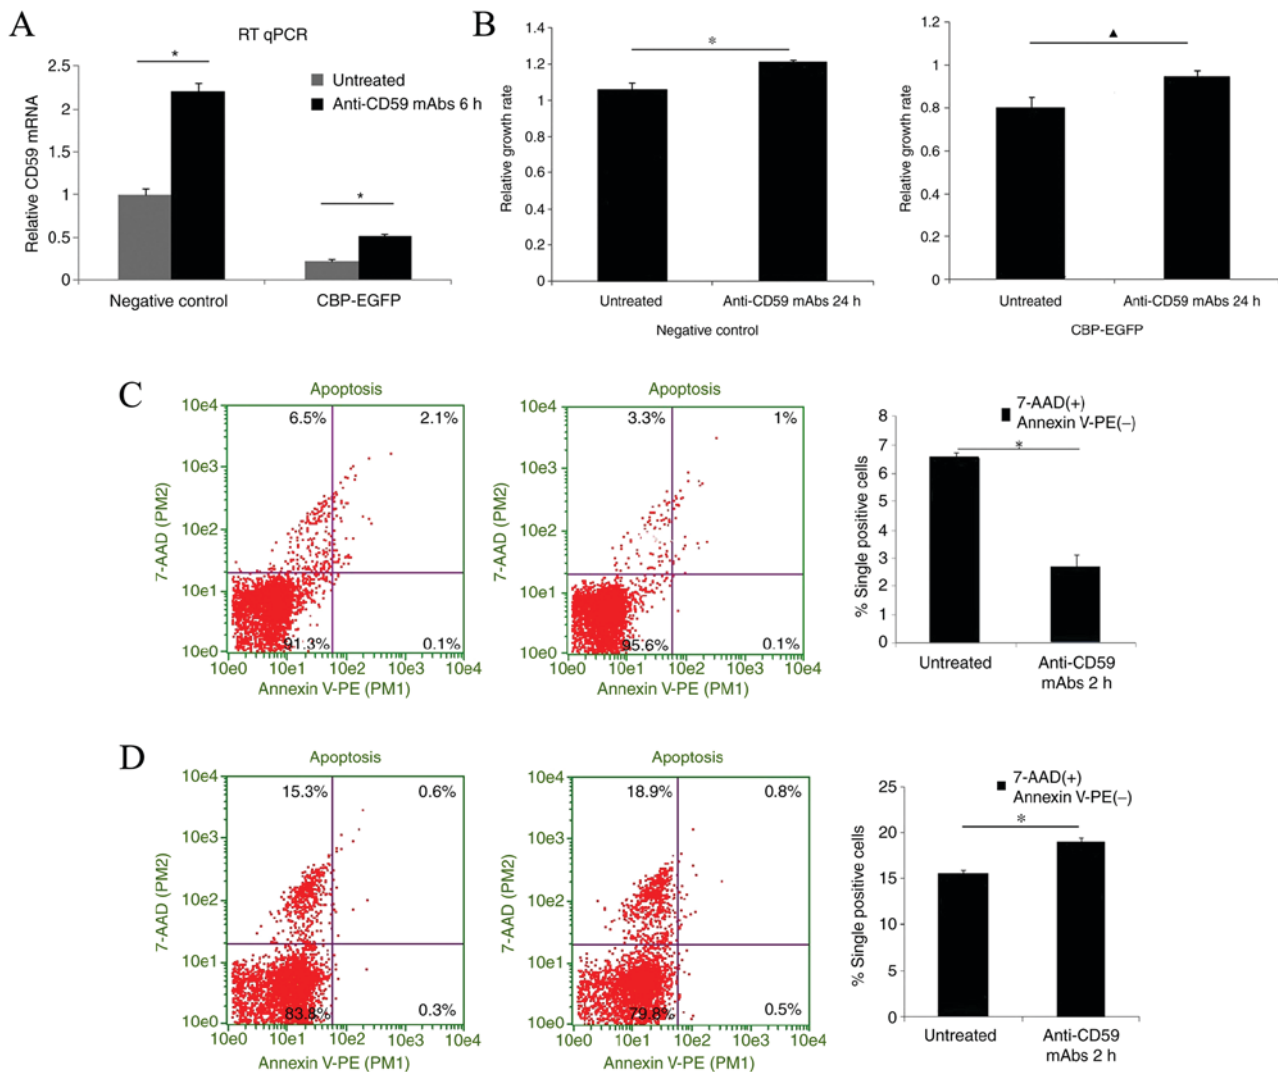 A
RT qPCR
Relative CD59 mRNA
2.5
2
1.5
1
0.5
0
*
*
Untreated
Anti-CD59 mAbs 6 h
Negative control
CBP-EGFP
B
Relative growth rate
1.4
1.2
1
0.8
0.6
0.4
0.2
0
*
Untreated
Anti-CD59 mAbs 24 h
Negative control
Relative growth rate
1.2
1
0.8
0.6
0.4
0.2
0
▲
Untreated
Anti-CD59 mAbs 24 h
CBP-EGFP
C
Apoptosis
7-AAD (PM2)
10e4
10e3
10e2
10e1
10e0
6.5%
2.1%
91.3%
0.1%
10e0 10e1 10e2 10e3 10e4
Annexin V-PE (PM1)
Apoptosis
7-AAD (PM2)
10e4
10e3
10e2
10e1
10e0
3.3%
1%
95.6%
0.1%
10e0 10e1 10e2 10e3 10e4
Annexin V-PE (PM1)
% Single positive cells
8
7
6
5
4
3
2
1
0
7-AAD(+)
Annexin V-PE(−)
*
Untreated
Anti-CD59
mAbs 2 h
D
Apoptosis
7-AAD (PM2)
10e4
10e3
10e2
10e1
10e0
15.3%
0.6%
83.8%
0.3%
10e0 10e1 10e2 10e3 10e4
Annexin V-PE (PM1)
Apoptosis
7-AAD (PM2)
10e4
10e3
10e2
10e1
10e0
18.9%
0.8%
79.8%
0.5%
10e0 10e1 10e2 10e3 10e4
Annexin V-PE (PM1)
% Single positive cells
25
20
15
10
5
0
7-AAD(+)
Annexin V-PE(−)
*
Untreated
Anti-CD59
mAbs 2 h